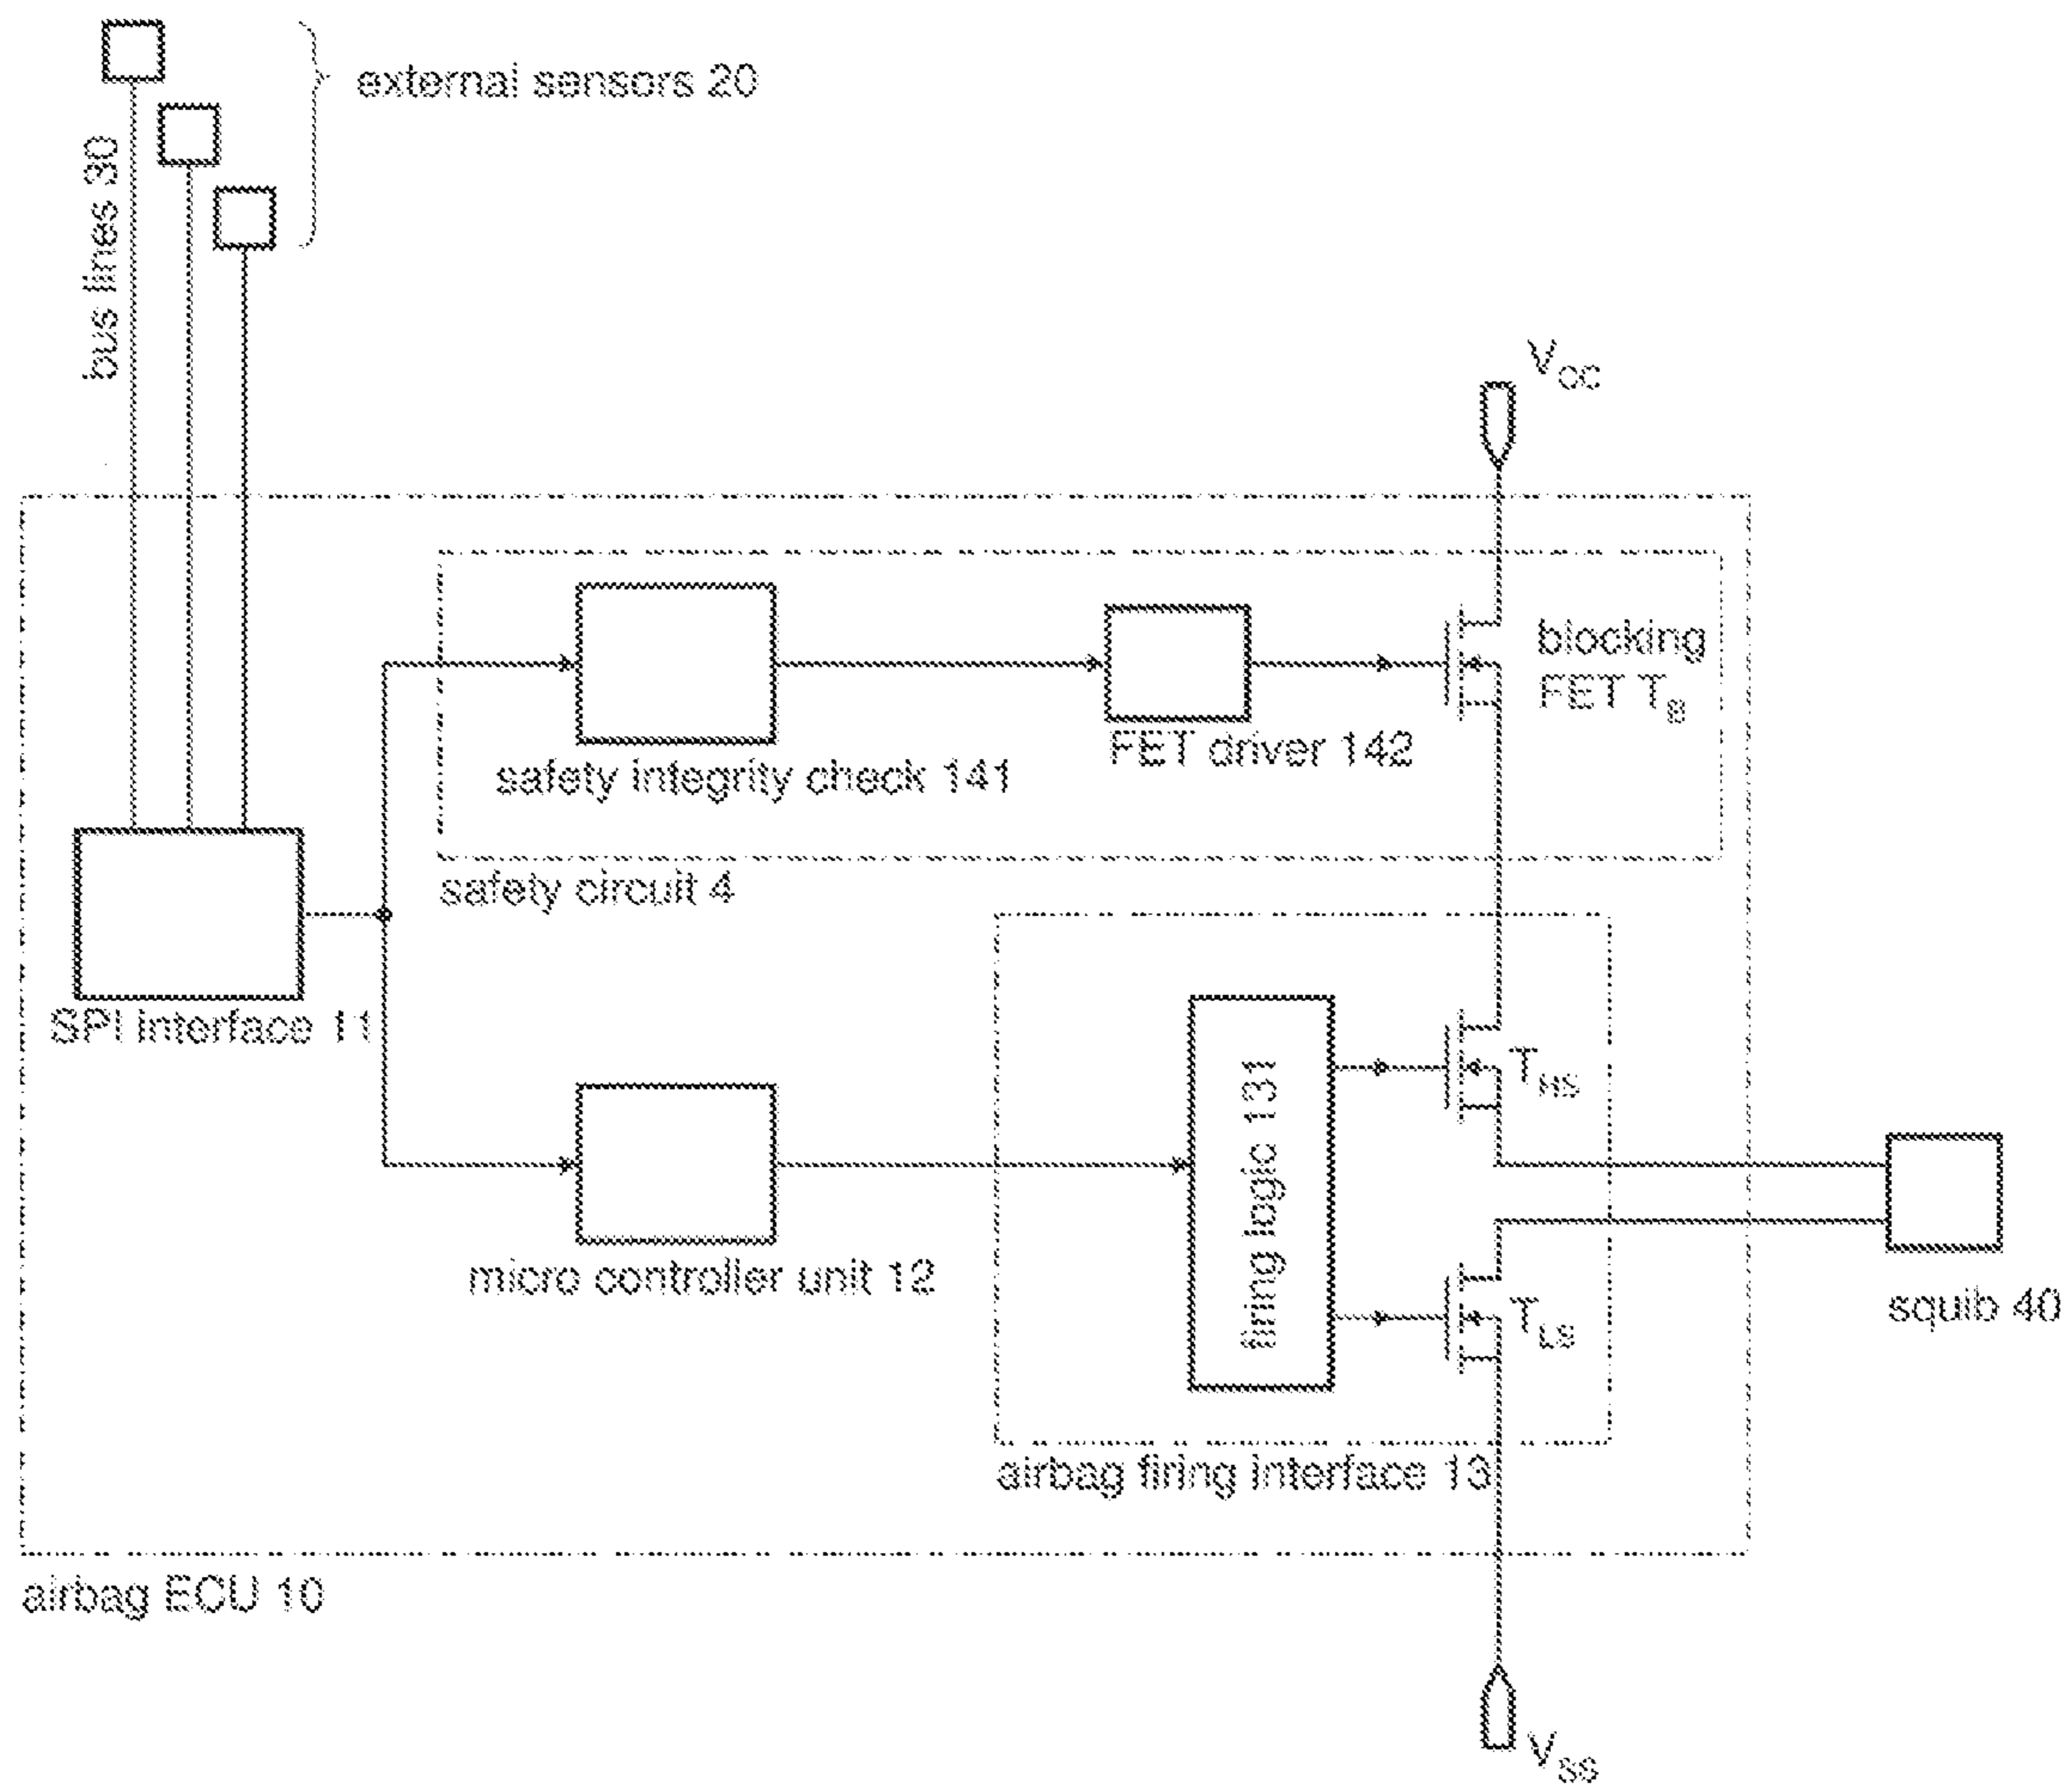 external sensors 20
bus lines 30
V_CC
blocking
FET T_B
FET driver 142
safety integrity check 141
safety circuit 4
SPI interface 11
T_HS
firing logic 131
micro controller unit 12
squib 40
T_LS
airbag firing interface 13
airbag ECU 10
V_SS